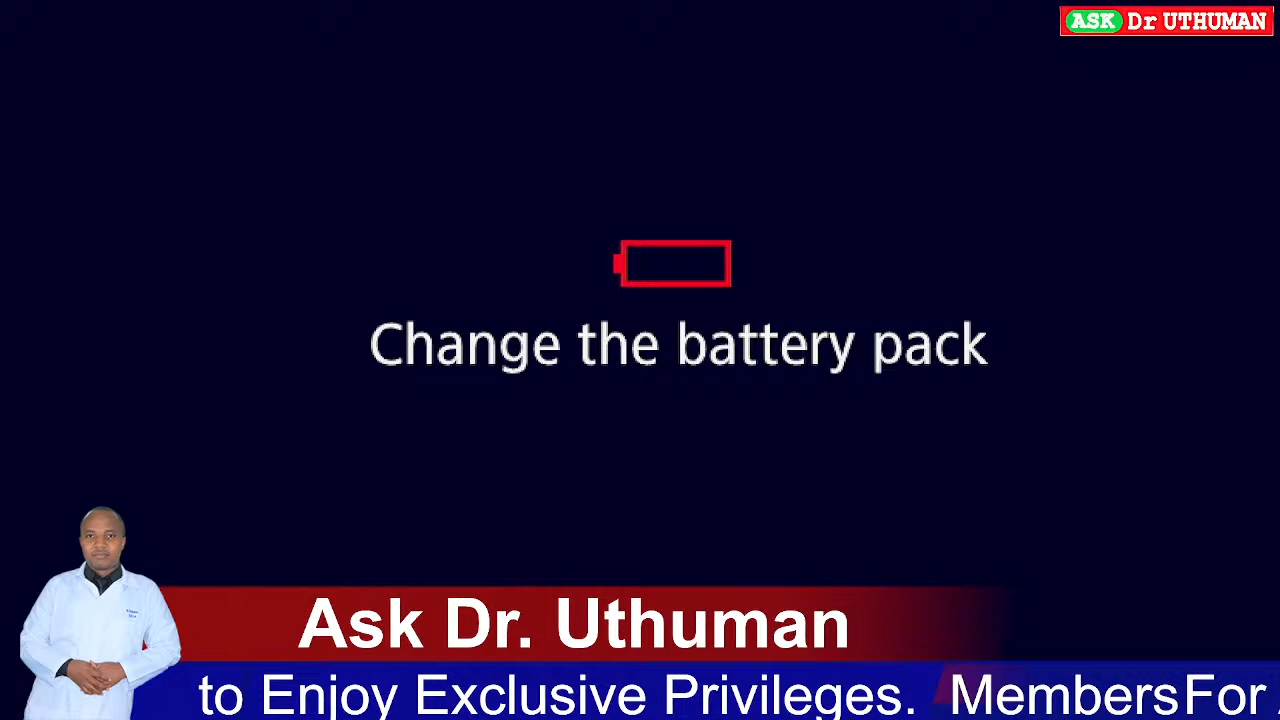 ASK Dr UTHUMAN
Change the battery pack
Ask Dr. Uthuman
to Enjoy Exclusive Privileges. MembersFor